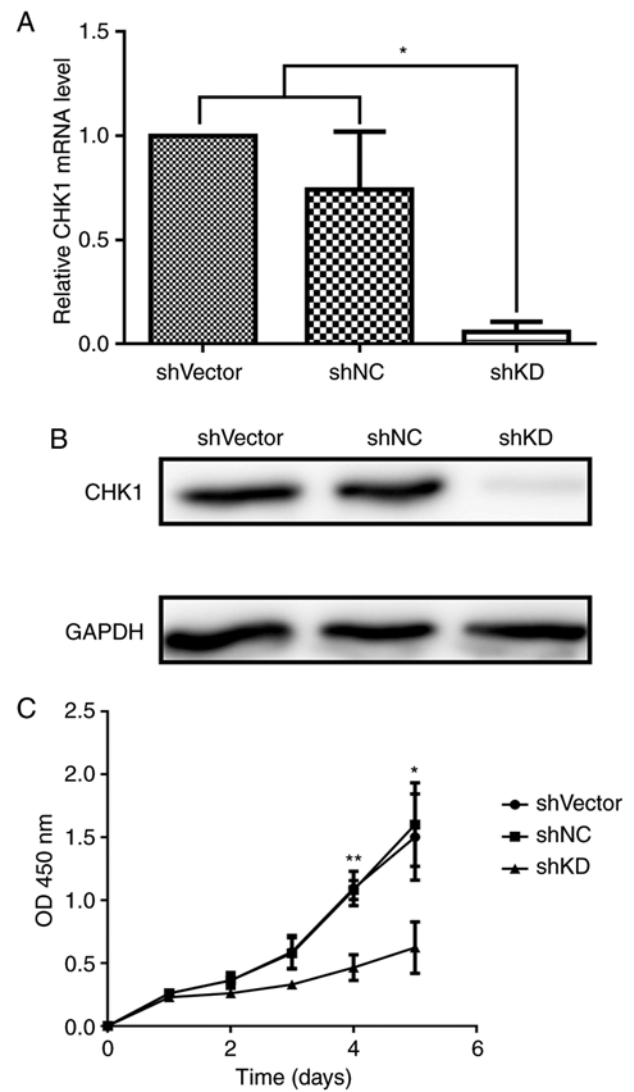 A
Relative CHK1 mRNA level
1.5
1.0
0.5
0.0
*
shVector shNC shKD
B
shVector shNC shKD
CHK1
GAPDH
C
OD 450 nm
2.5
2.0
1.5
1.0
0.5
0.0
**
*
0 2 4 6
Time (days)
shVector
shNC
shKD